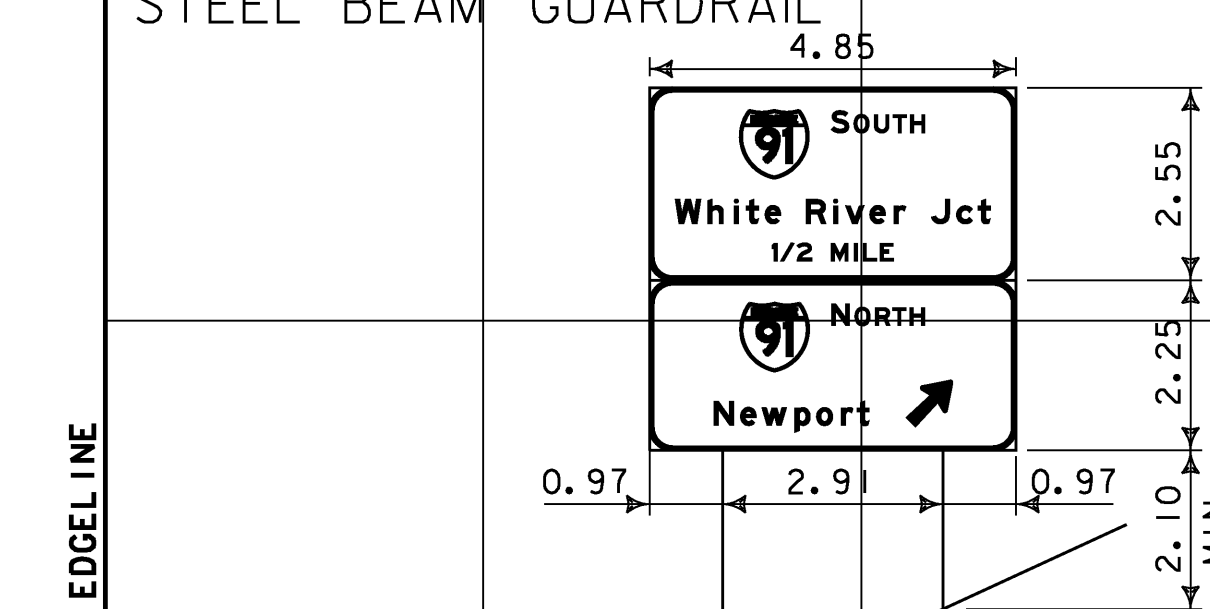 STEEL BEAM GUARDRAIL
4.85
91 SOUTH
White River Jct
1/2 MILE
2.55
91 NORTH
Newport
2.25
0.97 2.91 0.97
2.10
EDGELINE